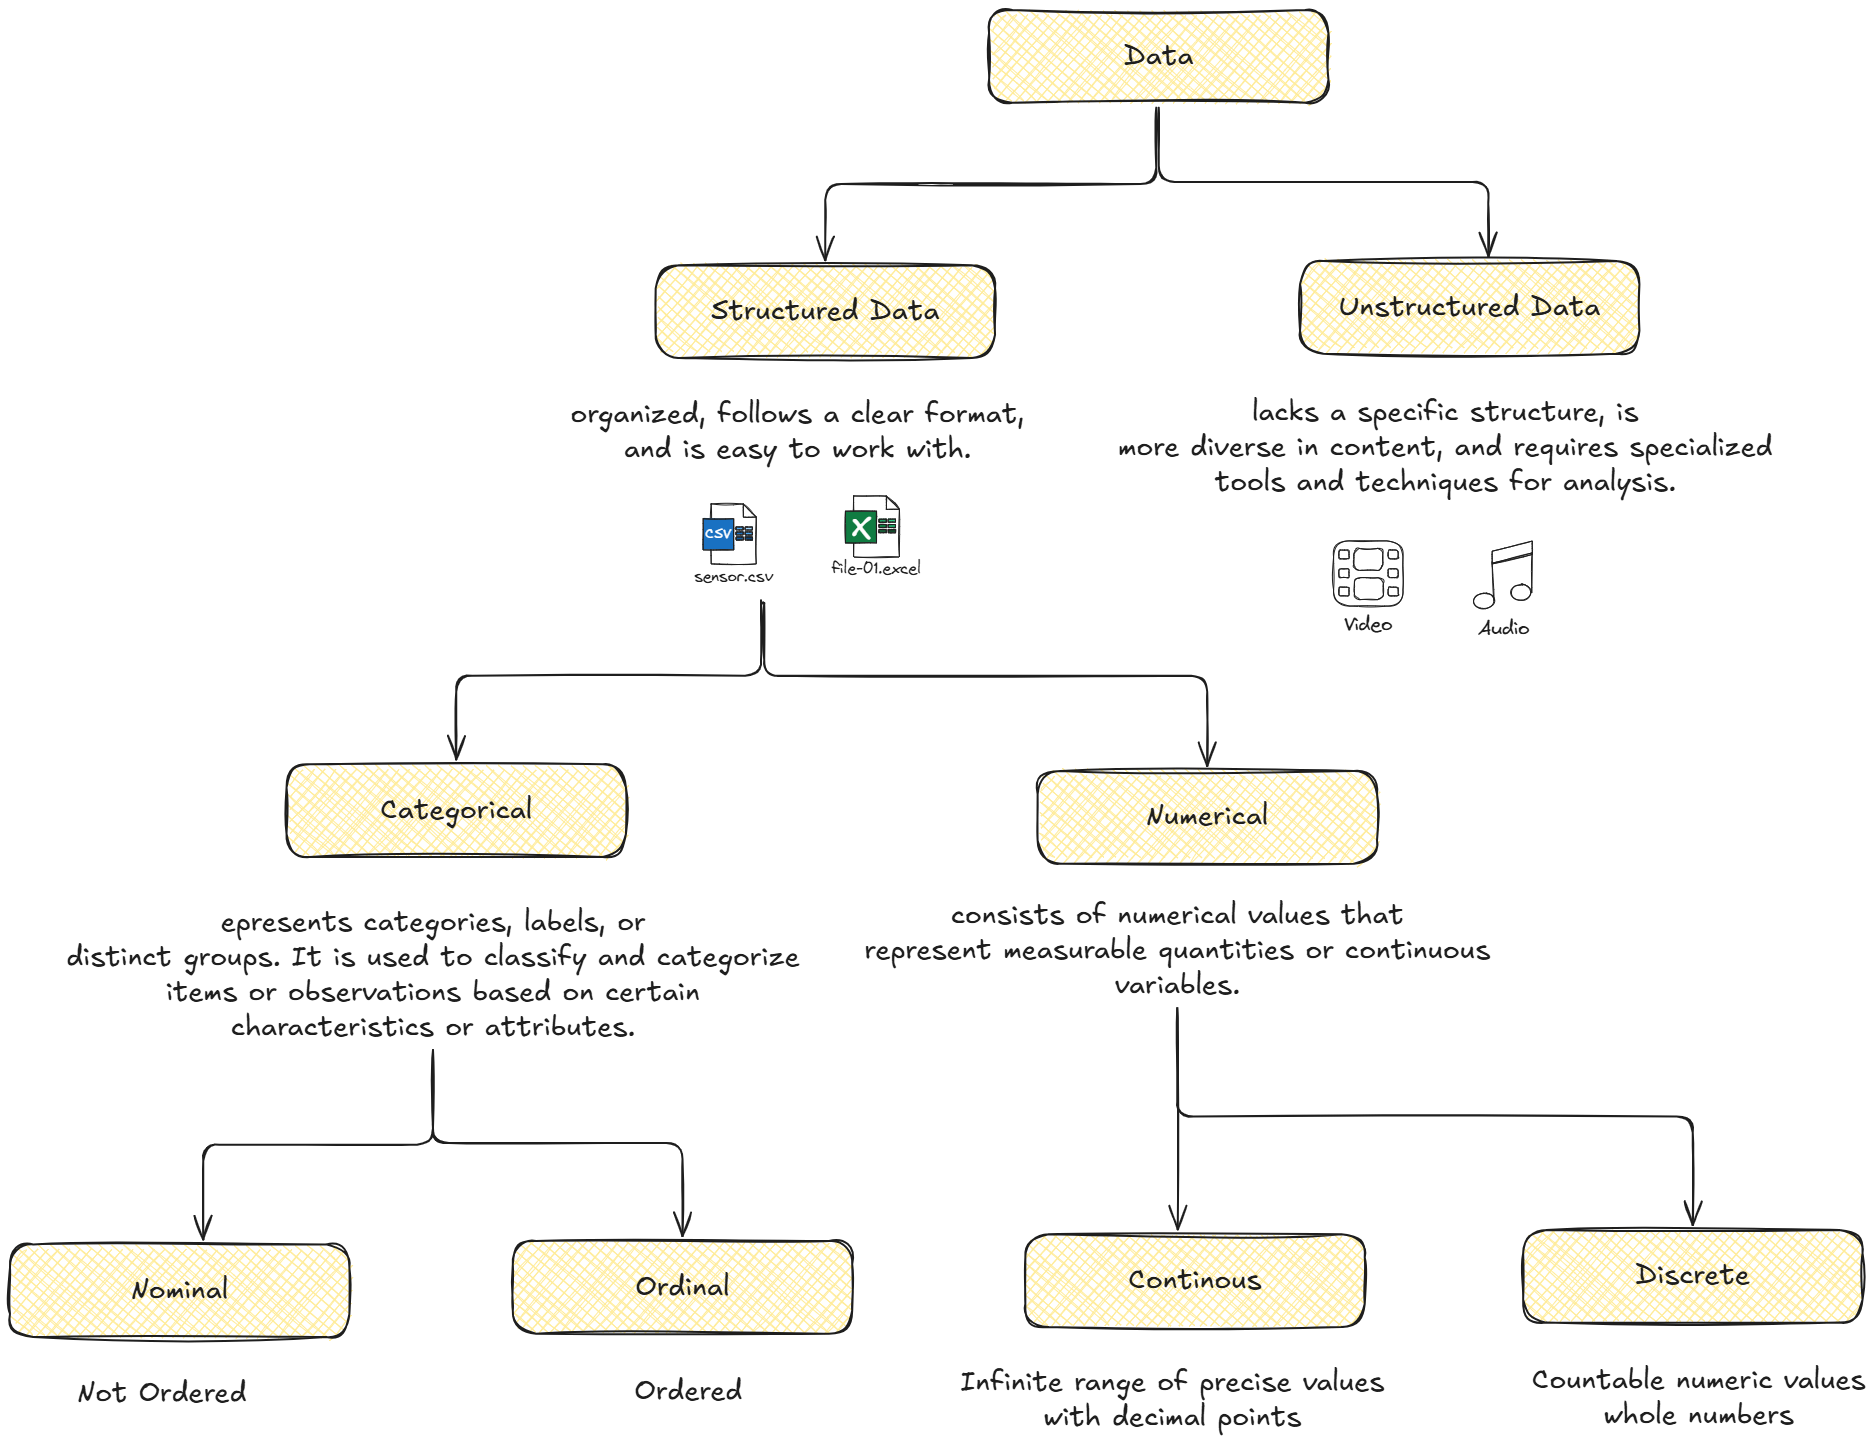 Data
Structured Data
Unstructured Data
organized, follows a clear format,
and is easy to work with.
lacks a specific structure, is
more diverse in content, and requires specialized
tools and techniques for analysis.
CSV
sensor.csv
X
file-01.excel
Video
Audio
Categorical
Numerical
epresents categories, labels, or
distinct groups. It is used to classify and categorize
items or observations based on certain
characteristics or attributes.
consists of numerical values that
represent measurable quantities or continuous
variables.
Nominal
Ordinal
Continous
Discrete
Not Ordered
Ordered
Infinite range of precise values
with decimal points
Countable numeric values
whole numbers